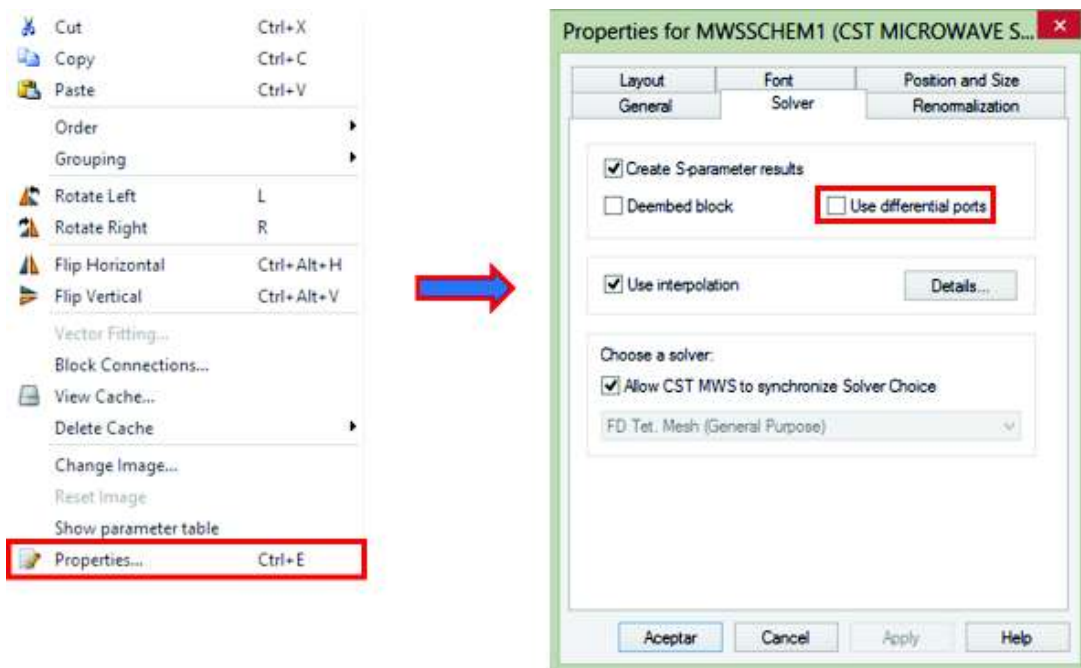 Cut Ctrl+X
Copy Ctrl+C
Paste Ctrl+V
Order
Grouping
Rotate Left L
Rotate Right R
Flip Horizontal Ctrl+Alt+H
Flip Vertical Ctrl+Alt+V
Vector Fitting...
Block Connections...
View Cache...
Delete Cache
Change Image...
Reset Image
Show parameter table
Properties... Ctrl+E
Properties for MWSSCHEM1 (CST MICROWAVE S...
Layout Font Position and Size
General Solver Renormalization
Create S-parameter results
Deembed block Use differential ports
Use interpolation Details...
Choose a solver:
Allow CST MWS to synchronize Solver Choice
FD Tet. Mesh (General Purpose)
Aceptar Cancel Apply Help